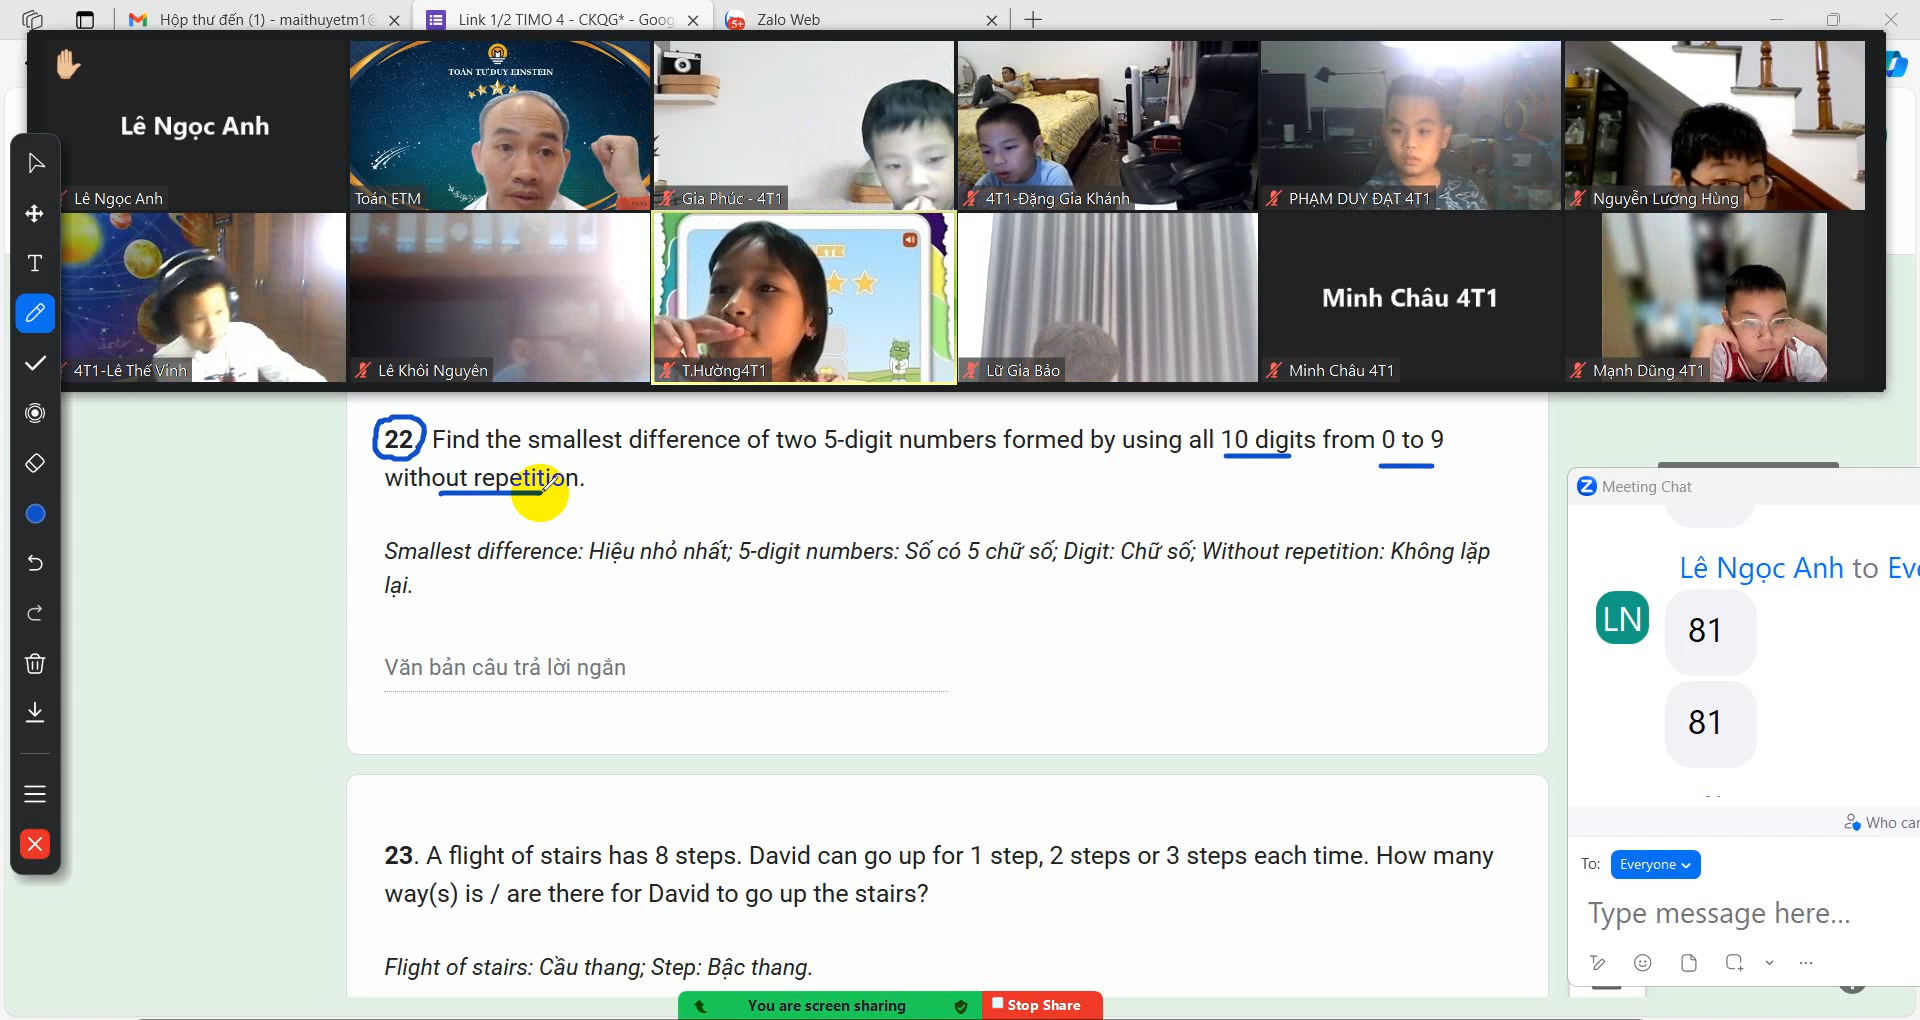 Hộp thư đến (1) - maithuyetm1@
Link 1/2 TIMO 4 - CKQG* - Goog
5+
Zalo Web
Lê Ngọc Anh
Lê Ngọc Anh
TOÁN TƯ DUY EINSTEIN
Toán ETM
Gia Phúc - 4T1
4T1-Đặng Gia Khánh
PHẠM DUY ĐẠT 4T1
Nguyễn Lương Hùng
4T1-Lê Thế Vinh
Lê Khôi Nguyên
T.Hường4T1
Lữ Gia Bảo
Minh Châu 4T1
Minh Châu 4T1
Mạnh Dũng 4T1
T
22. Find the smallest difference of two 5-digit numbers formed by using all 10 digits from 0 to 9
without repetition.
Smallest difference: Hiệu nhỏ nhất; 5-digit numbers: Số có 5 chữ số; Digit: Chữ số; Without repetition: Không lặp
lại.
Văn bản câu trả lời ngắn
23. A flight of stairs has 8 steps. David can go up for 1 step, 2 steps or 3 steps each time. How many
way(s) is / are there for David to go up the stairs?
Flight of stairs: Cầu thang; Step: Bậc thang.
You are screen sharing
Stop Share
Meeting Chat
Lê Ngọc Anh to Eve
LN
81
81
Who can
To: Everyone
Type message here...